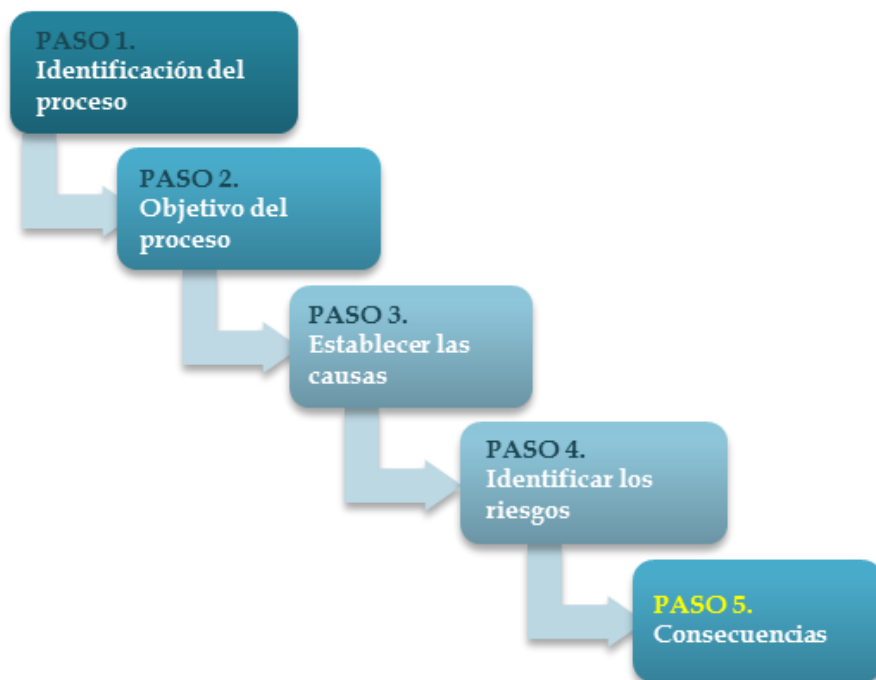 PASO 1.
Identificación del
proceso
PASO 2.
Objetivo del
proceso
PASO 3.
Establecer las
causas
PASO 4.
Identificar los
riesgos
PASO 5.
Consecuencias